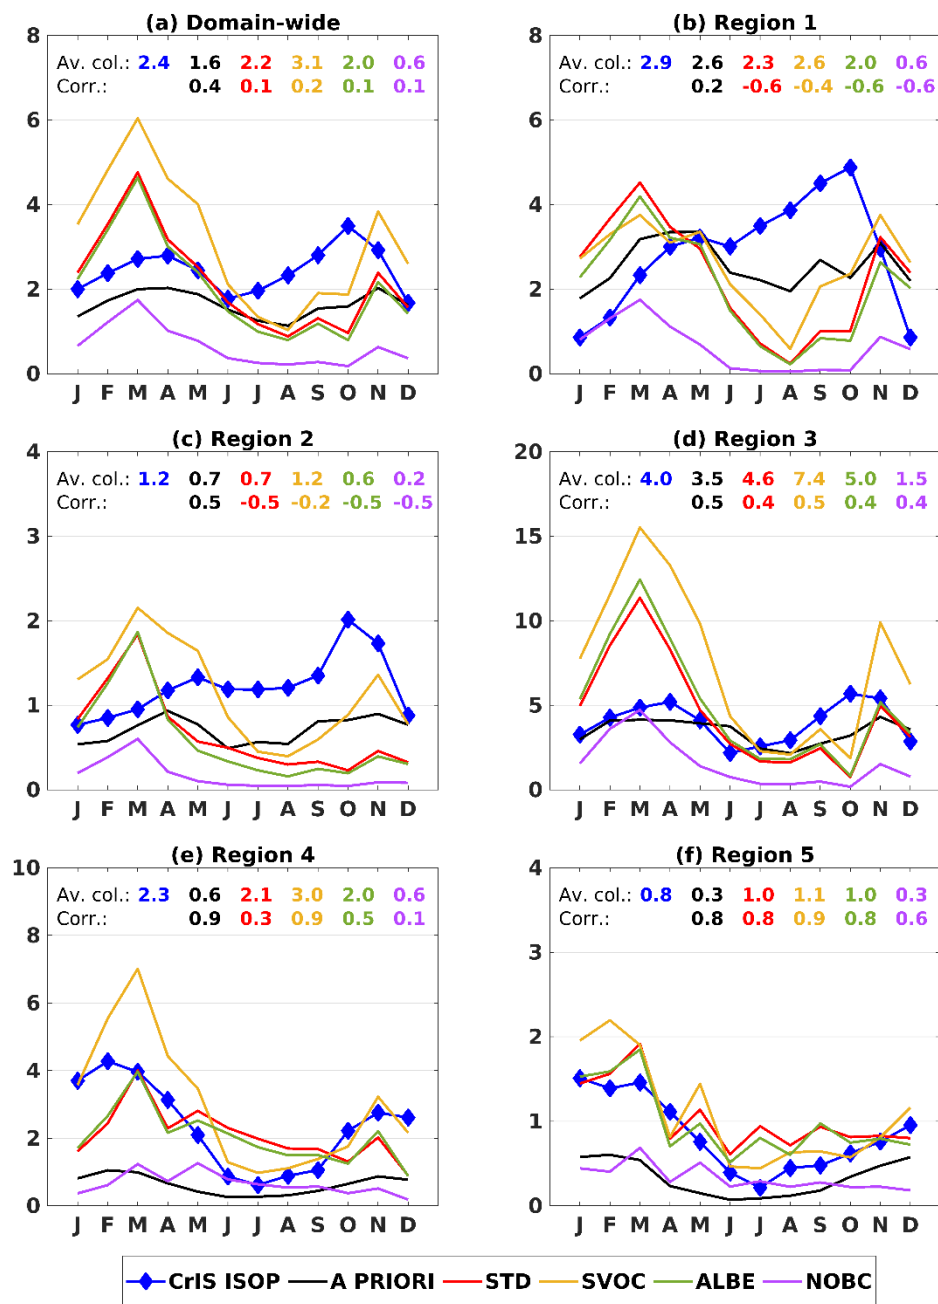 (a) Domain-wide
8
Av. col.: 2.4 1.6 2.2 3.1 2.0 0.6
Corr.: 0.4 0.1 0.2 0.1 0.1
6
4
2
0
J F M A M J J A S O N D
(b) Region 1
8
Av. col.: 2.9 2.6 2.3 2.6 2.0 0.6
Corr.: 0.2 -0.6 -0.4 -0.6 -0.6
6
4
2
0
J F M A M J J A S O N D
(c) Region 2
4
Av. col.: 1.2 0.7 0.7 1.2 0.6 0.2
Corr.: 0.5 -0.5 -0.2 -0.5 -0.5
3
2
1
0
J F M A M J J A S O N D
(d) Region 3
20
Av. col.: 4.0 3.5 4.6 7.4 5.0 1.5
Corr.: 0.5 0.4 0.5 0.4 0.4
15
10
5
0
J F M A M J J A S O N D
(e) Region 4
10
Av. col.: 2.3 0.6 2.1 3.0 2.0 0.6
Corr.: 0.9 0.3 0.9 0.5 0.1
8
6
4
2
0
J F M A M J J A S O N D
(f) Region 5
4
Av. col.: 0.8 0.3 1.0 1.1 1.0 0.3
Corr.: 0.8 0.8 0.9 0.8 0.6
3
2
1
0
J F M A M J J A S O N D
CrIS ISOP A PRIORI STD SVOC ALBE NOBC